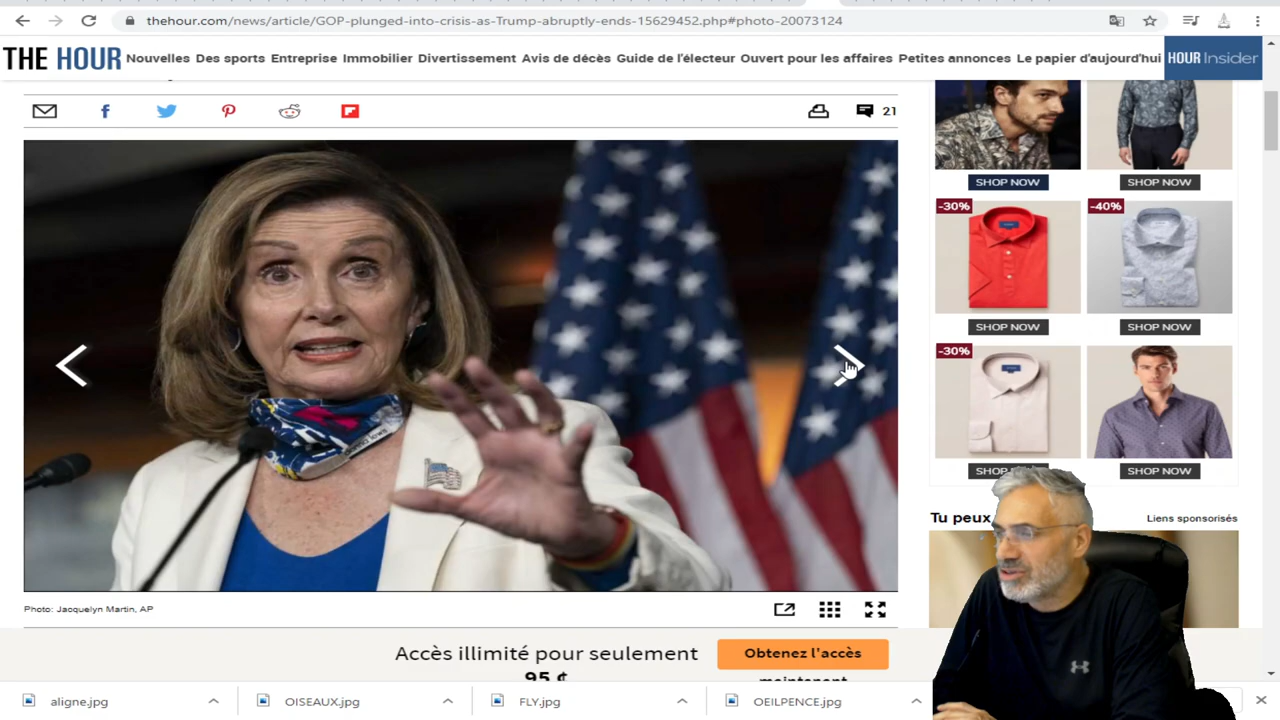 thehour.com/news/article/GOP-plunged-into-crisis-as-Trump-abruptly-ends-15629452.php#photo-20073124
THE HOUR
Nouvelles Des sports Entreprise Immobilier Divertissement Avis de décès Guide de l'électeur Ouvert pour les affaires Petites annonces Le papier d'aujourd'hui
HOUR Insider
21
SHOP NOW
SHOP NOW
-30%
-40%
SHOP NOW
SHOP NOW
-30%
SHOP NOW
Tu peux
Liens sponsorisés
Photo: Jacquelyn Martin, AP
Accès illimité pour seulement
95 ¢
Obtenez l'accès
maintenant
aligne.jpg
OISEAUX.jpg
FLY.jpg
OEILPENCE.jpg